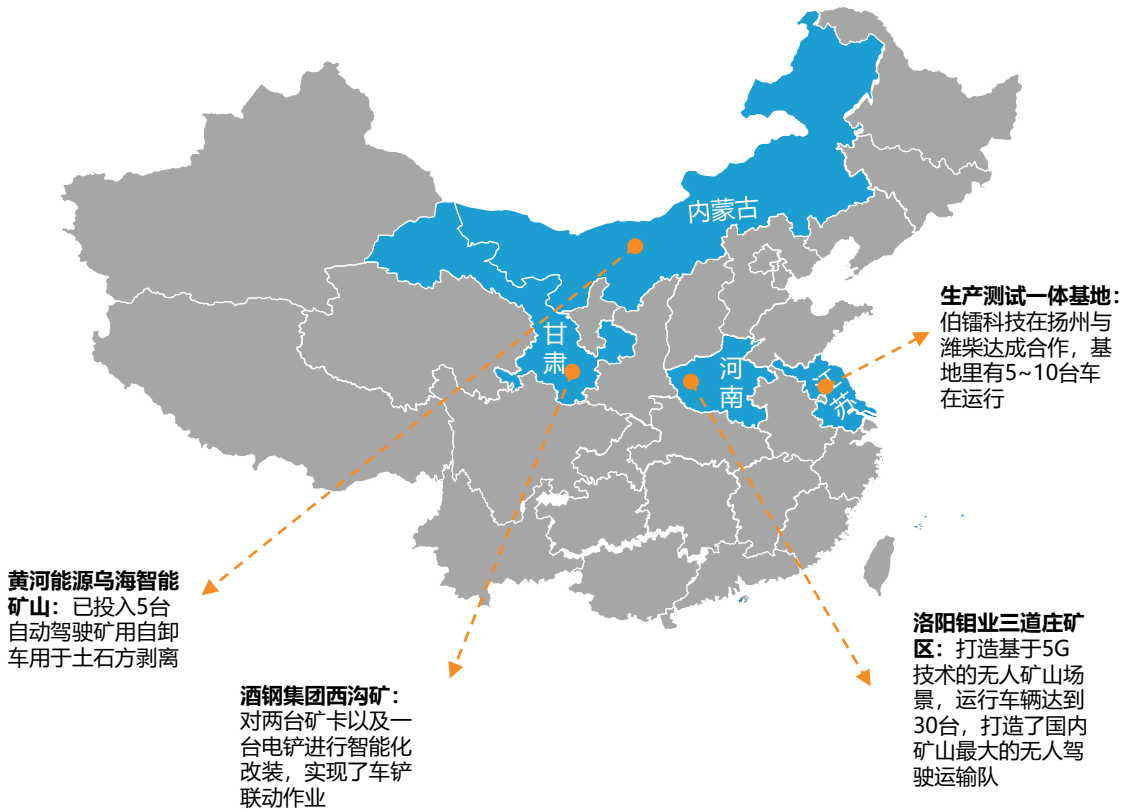 内蒙古
甘
肃
河
南
江
苏
生产测试一体基地：
伯镭科技在扬州与
潍柴达成合作，基
地里有5~10台车
在运行
黄河能源乌海智能
矿山：已投入5台
自动驾驶矿用自卸
车用于土石方剥离
酒钢集团西沟矿：
对两台矿卡以及一
台电铲进行智能化
改装，实现了车铲
联动作业
洛阳钼业三道庄矿
区：打造基于5G
技术的无人矿山场
景，运行车辆达到
30台，打造了国内
矿山最大的无人驾
驶运输队